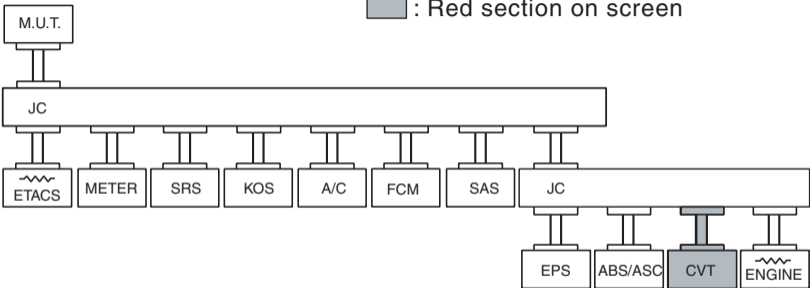 : Red section on screen
M.U.T.
JC
ETACS METER SRS KOS A/C FCM SAS JC
EPS ABS/ASC CVT ENGINE